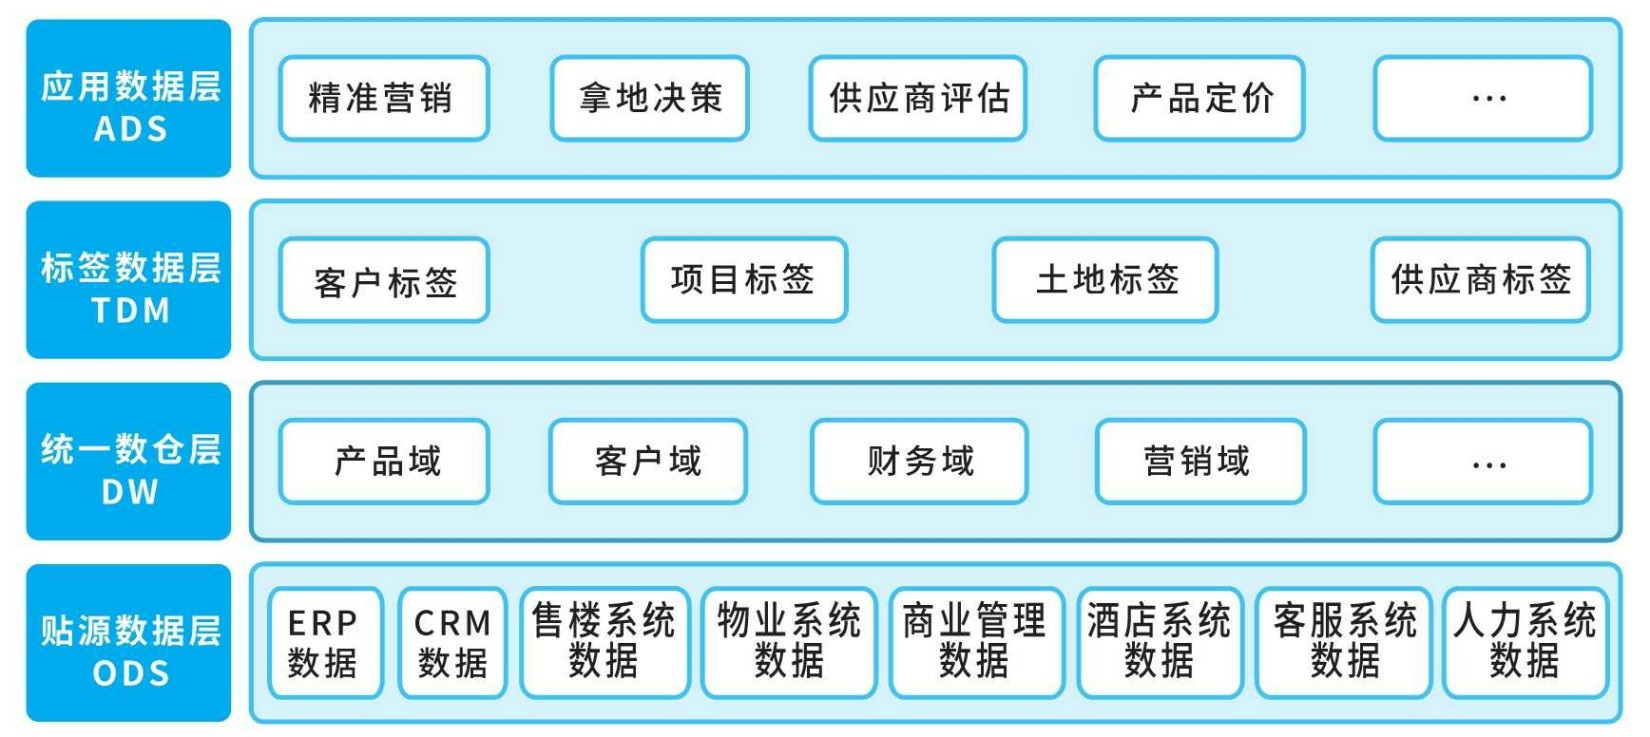 应用数据层
ADS
精准营销
拿地决策
供应商评估
产品定价
…
标签数据层
TDM
客户标签
项目标签
土地标签
供应商标签
统一数仓层
DW
产品域
客户域
财务域
营销域
…
贴源数据层
ODS
ERP
数据
CRM
数据
售楼系统
数据
物业系统
数据
商业管理
数据
酒店系统
数据
客服系统
数据
人力系统
数据